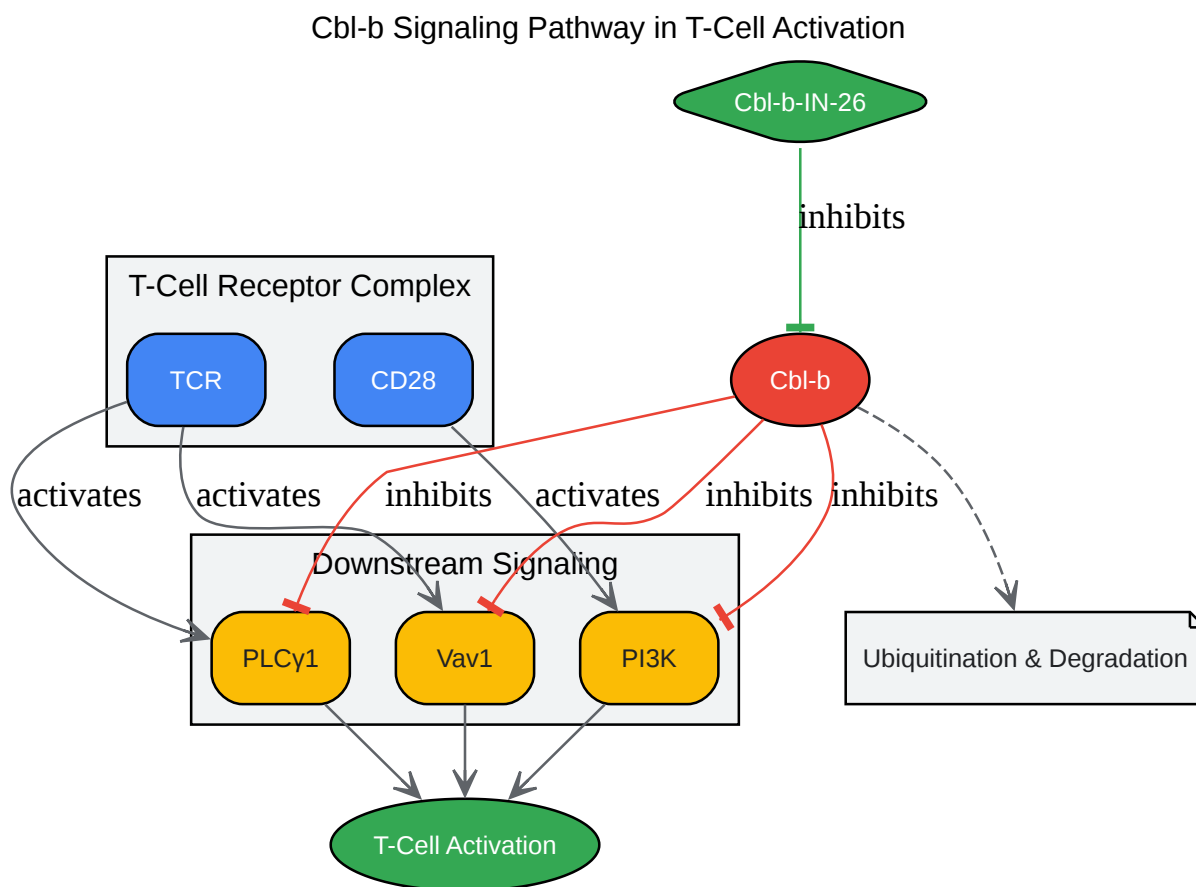 Cbl-b Signaling Pathway in T-Cell Activation
Cbl-b-IN-26
inhibits
T-Cell Receptor Complex
TCR
CD28
Cbl-b
activates
activates
inhibits
activates
inhibits
inhibits
Downstream Signaling
PLCγ1
Vav1
PI3K
Ubiquitination & Degradation
T-Cell Activation